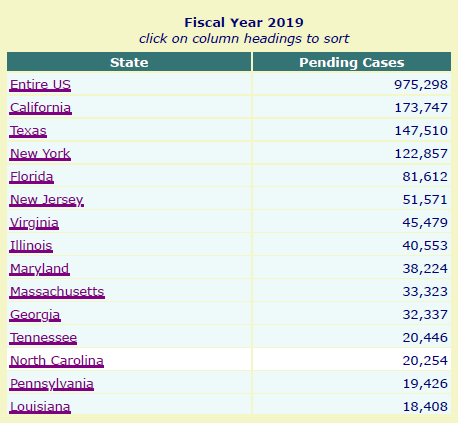 Fiscal Year 2019
click on column headings to sort
State Pending Cases
Entire US 975,298
California 173,747
Texas 147,510
New York 122,857
Florida 81,612
New Jersey 51,571
Virginia 45,479
Illinois 40,553
Maryland 38,224
Massachusetts 33,323
Georgia 32,337
Tennessee 20,446
North Carolina 20,254
Pennsylvania 19,426
Louisiana 18,408